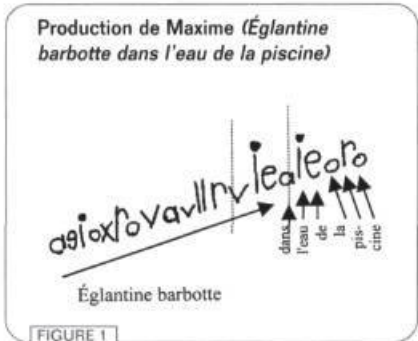 Production de Maxime (Églantine
barbotte dans l'eau de la piscine)
aeioxrovavllrvieaieoro
dans
l'eau
de
la
pis-
cine
Églantine barbotte
FIGURE 1